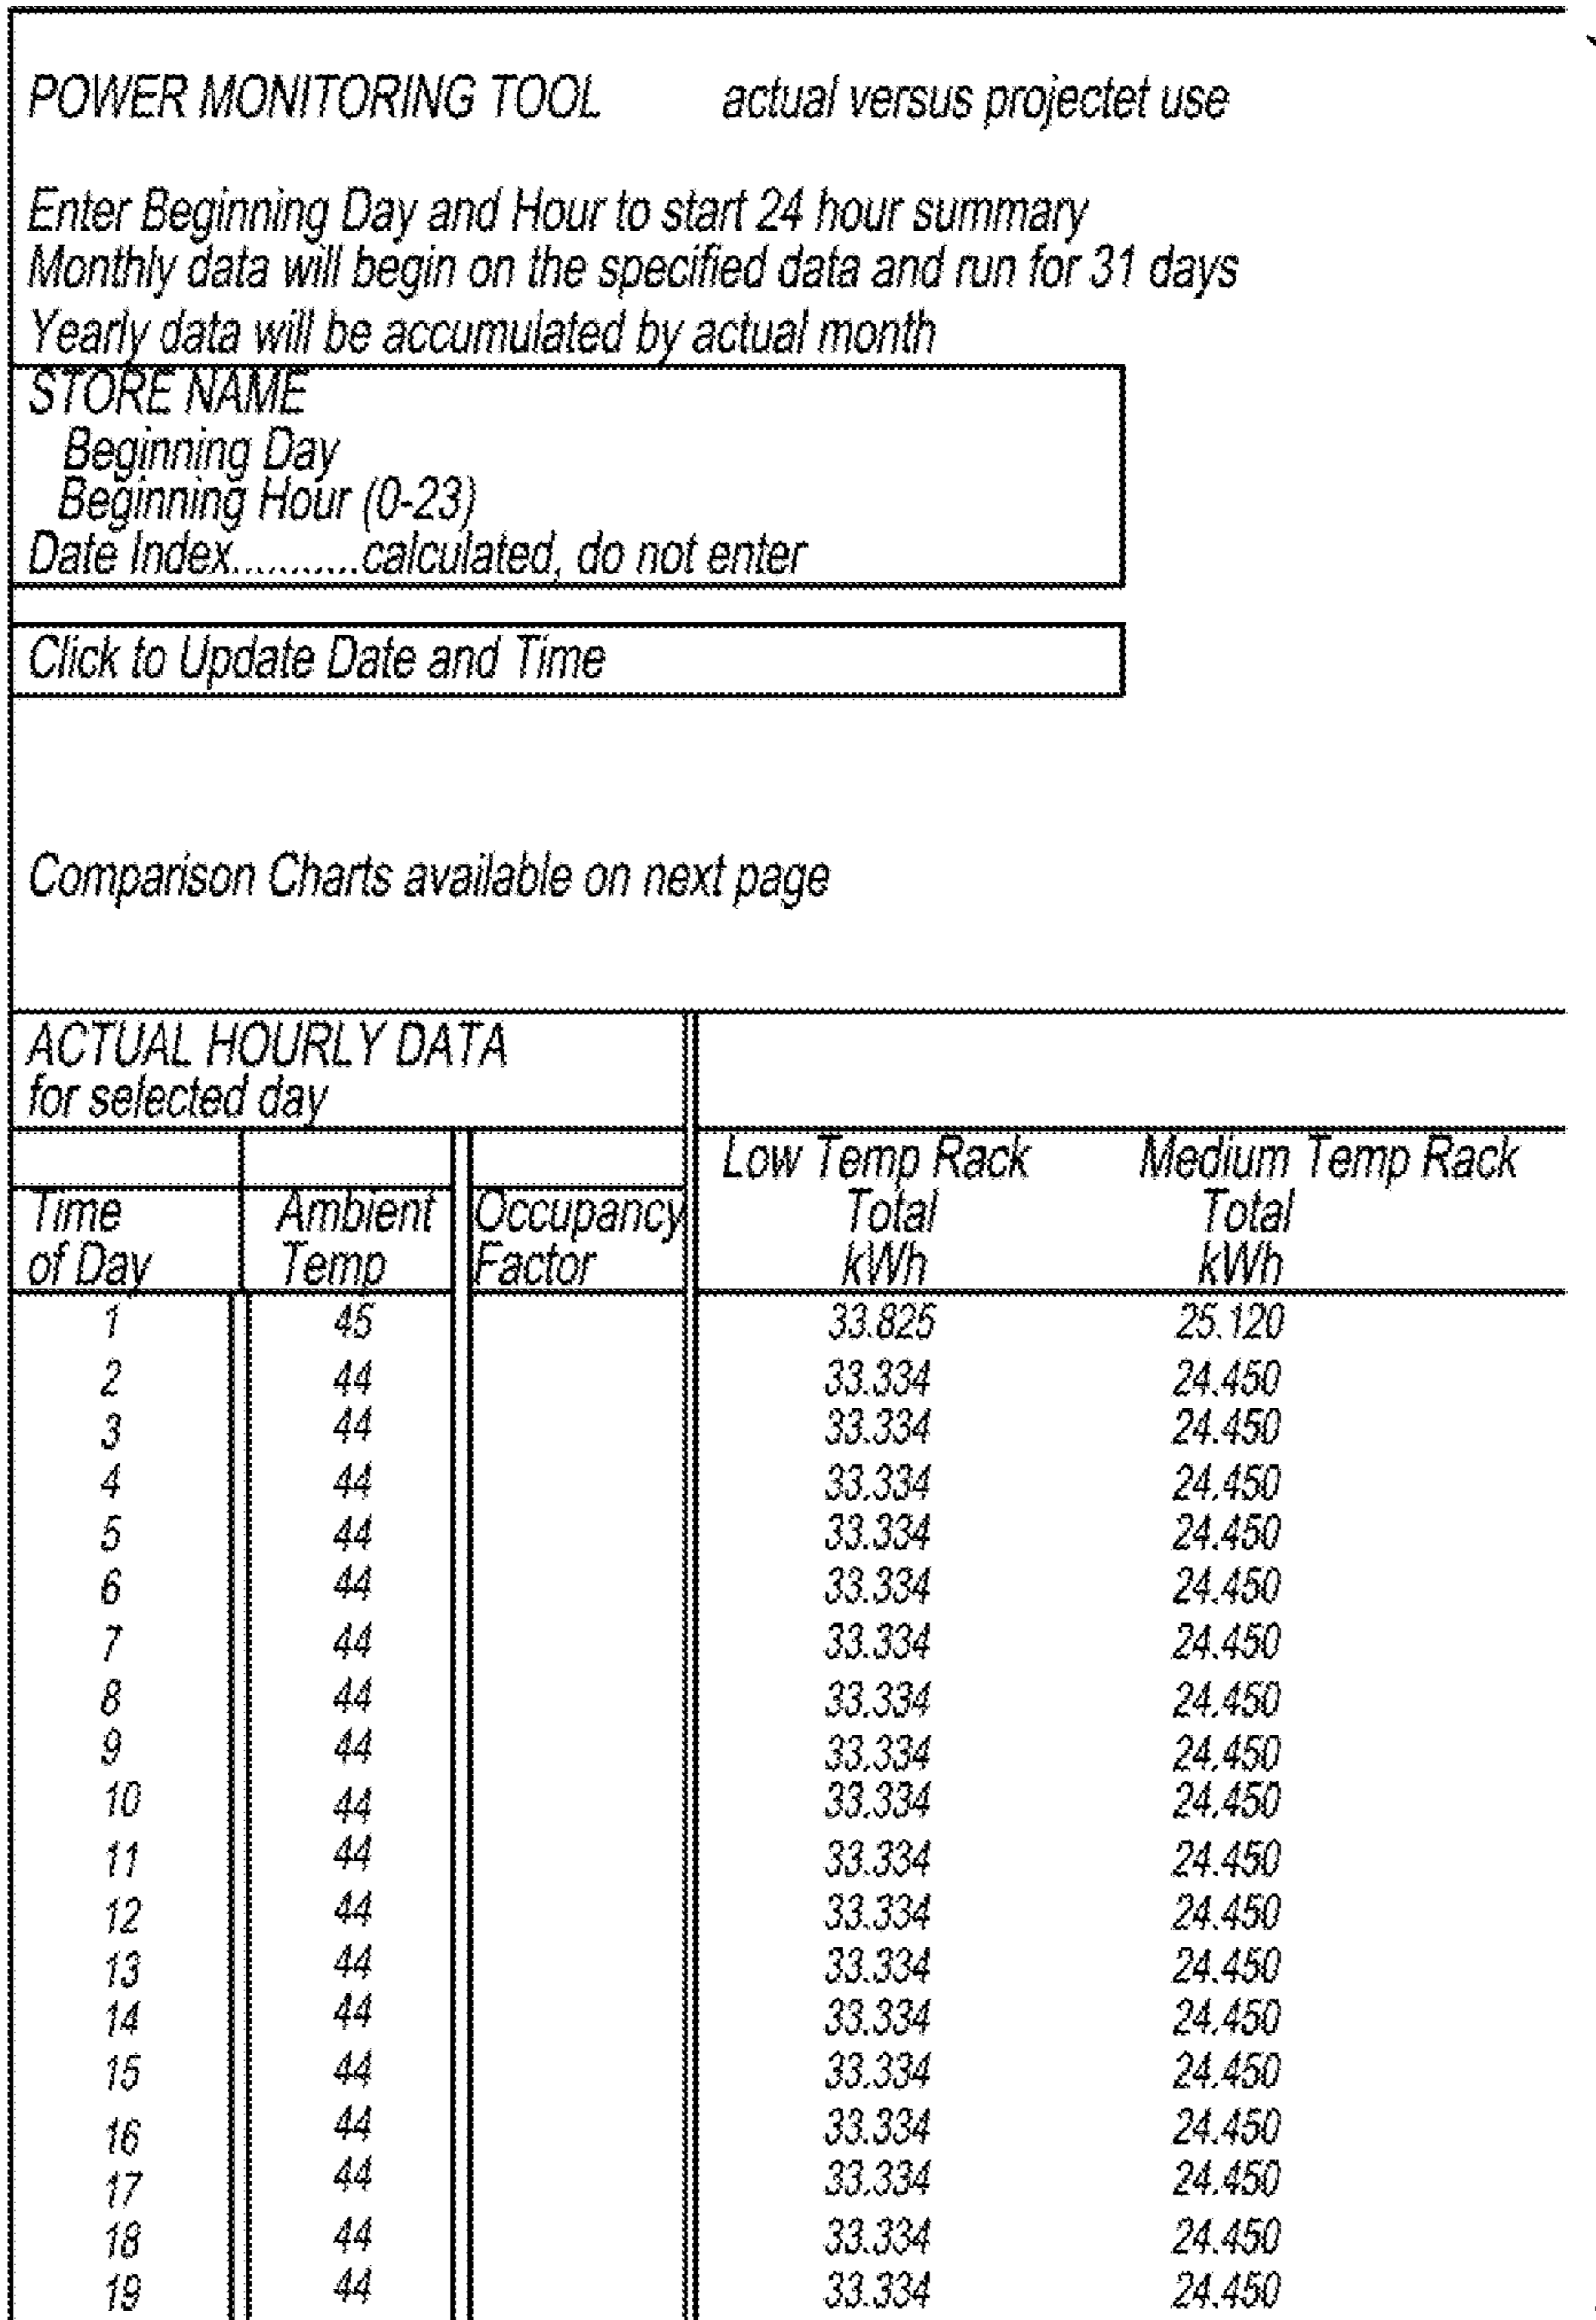 POWER MONITORING TOOL actual versus projectet use
Enter Beginning Day and Hour to start 24 hour summary
Monthly data will begin on the specified data and run for 31 days
Yearly data will be accumulated by actual month
STORE NAME
Beginning Day
Beginning Hour (0-23)
Date Index...........calculated, do not enter
Click to Update Date and Time
Comparison Charts available on next page
ACTUAL HOURLY DATA
for selected day
Low Temp Rack Medium Temp Rack
Time Ambient Occupancy Total Total
of Day Temp Factor kWh kWh
1 45 33.825 25.120
2 44 33.334 24.450
3 44 33.334 24.450
4 44 33.334 24.450
5 44 33.334 24.450
6 44 33.334 24.450
7 44 33.334 24.450
8 44 33.334 24.450
9 44 33.334 24.450
10 44 33.334 24.450
11 44 33.334 24.450
12 44 33.334 24.450
13 44 33.334 24.450
14 44 33.334 24.450
15 44 33.334 24.450
16 44 33.334 24.450
17 44 33.334 24.450
18 44 33.334 24.450
19 44 33.334 24.450